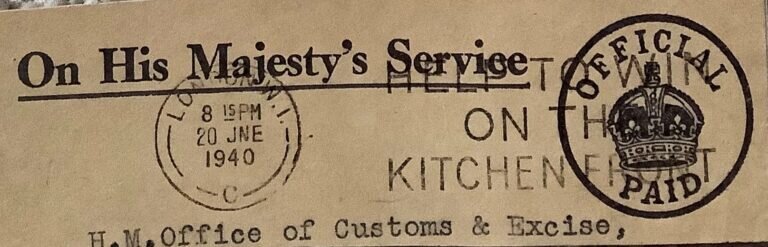 On His Majesty's Service
LONDON. W.1.
8 15PM
20 JNE
1940
C
HELP TO WIN
ON THE
KITCHEN FRONT
OFFICIAL
PAID
H.M.Office of Customs & Excise,